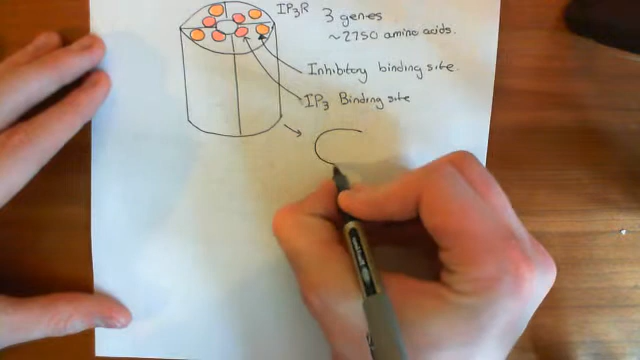 IP₃R
3 genes
~2750 amino acids.
Inhibitory binding site.
IP₃ Binding site